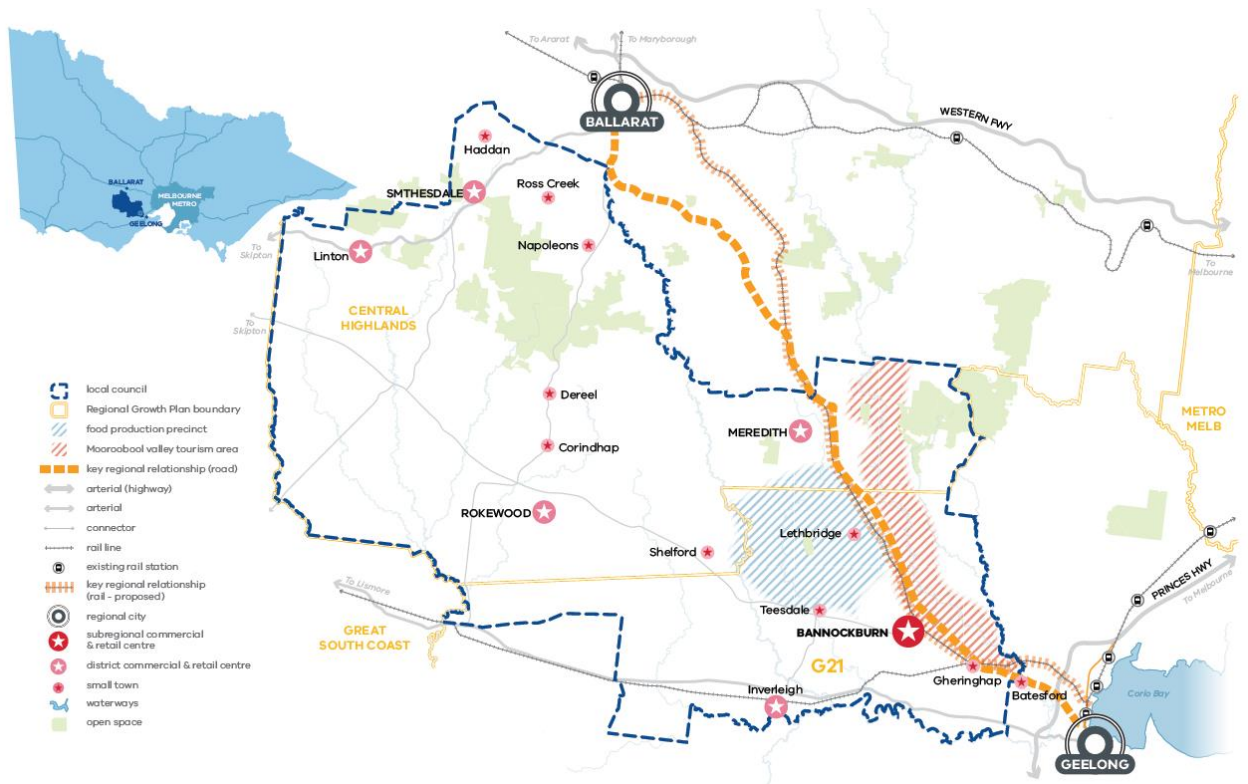 To Ararat
To Maryborough
BALLARAT
WESTERN FWY
Haddan
SMTHESDALE
Ross Creek
BALLARAT
MELBOURNE
METRO
GEELONG
Napoleons
Linton
To
Skipton
To
Melbourne
CENTRAL
HIGHLANDS
To
Skipton
local council
Regional Growth Plan boundary
food production precinct
Mooroobool valley tourism area
key regional relationship (road)
arterial (highway)
arterial
connector
rail line
existing rail station
key regional relationship
(rail - proposed)
regional city
subregional commercial
& retail centre
district commercial & retail centre
small town
waterways
open space
Dereel
MEREDITH
METRO
MELB
Corindhap
ROKEWOOD
Lethbridge
Shelford
To Lismore
PRINCES HWY
To Melbourne
Teesdale
BANNOCKBURN
GREAT
SOUTH COAST
G21
Gheringhap
Batesford
Inverleigh
Corio Bay
GEELONG